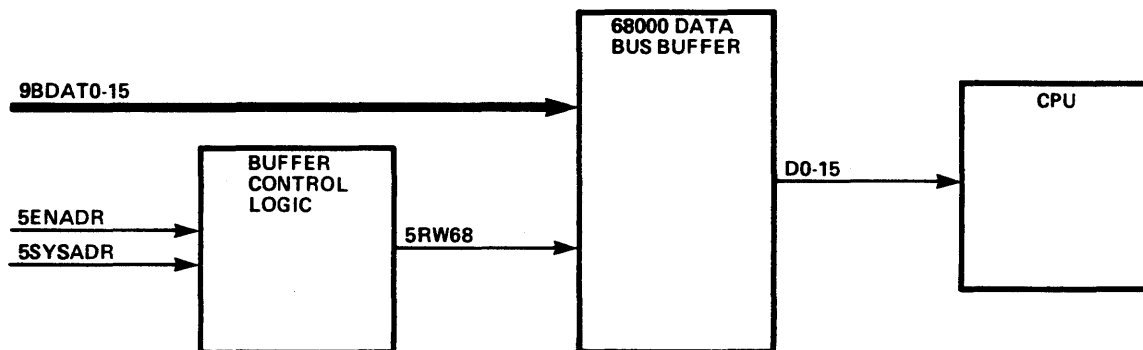 68000 DATA
BUS BUFFER
9BDAT0-15
CPU
BUFFER
CONTROL
LOGIC
D0-15
5ENADR
5RW68
5SYSADR